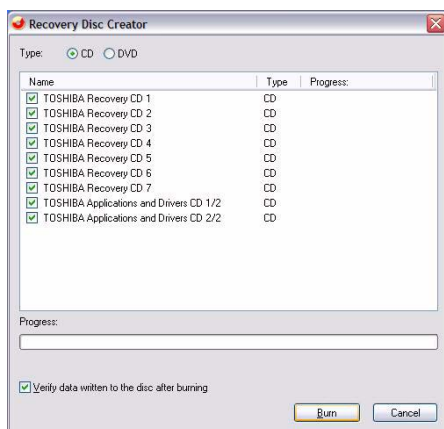 Recovery Disc Creator
Type: CD DVD
Name Type Progress:
TOSHIBA Recovery CD 1 CD
TOSHIBA Recovery CD 2 CD
TOSHIBA Recovery CD 3 CD
TOSHIBA Recovery CD 4 CD
TOSHIBA Recovery CD 5 CD
TOSHIBA Recovery CD 6 CD
TOSHIBA Recovery CD 7 CD
TOSHIBA Applications and Drivers CD 1/2 CD
TOSHIBA Applications and Drivers CD 2/2 CD
Progress:
Verify data written to the disc after burning
Burn Cancel